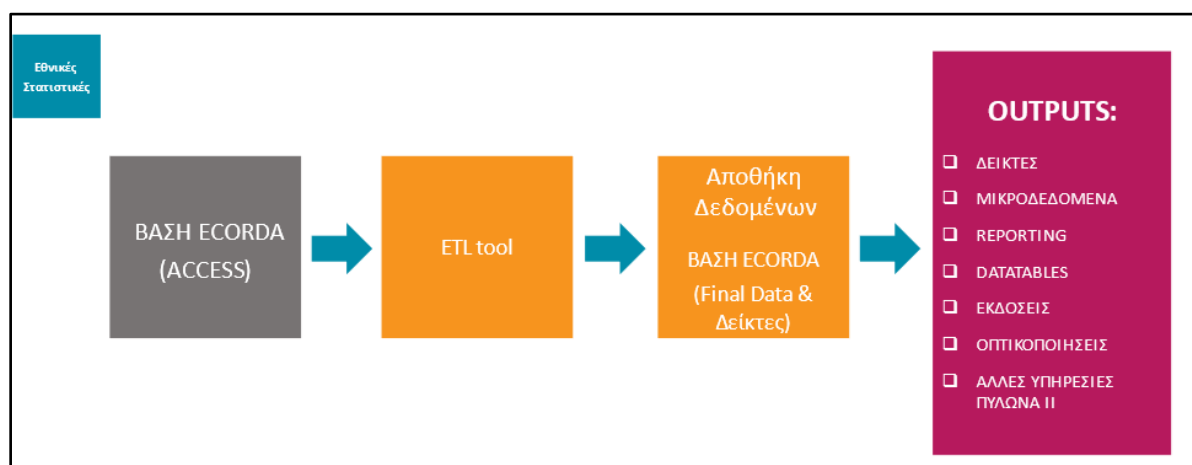 Εθνικές
Στατιστικές
ΒΑΣΗ ECORDA
(ACCESS)
ETL tool
Αποθήκη
Δεδομένων
ΒΑΣΗ ECORDA
(Final Data &
Δείκτες)
OUTPUTS:
❑ ΔΕΙΚΤΕΣ
❑ ΜΙΚΡΟΔΕΔΟΜΕΝΑ
❑ REPORTING
❑ DATATABLES
❑ ΕΚΔΟΣΕΙΣ
❑ ΟΠΤΙΚΟΠΟΙΗΣΕΙΣ
❑ ΑΛΛΕΣ ΥΠΗΡΕΣΙΕΣ
ΠΥΛΩΝΑ ΙΙ